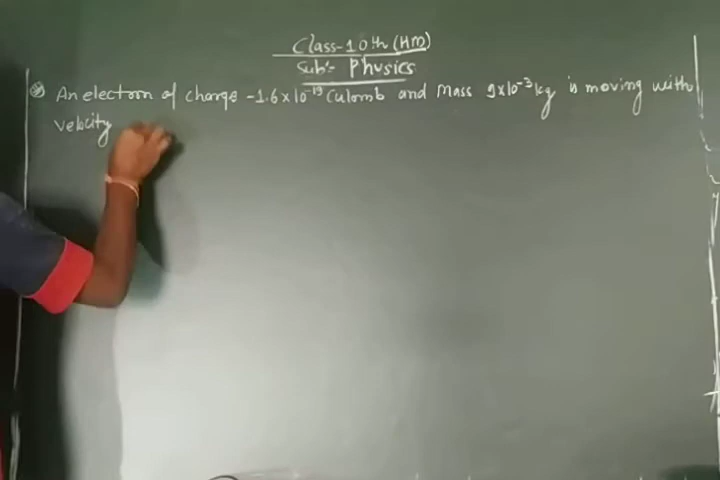 Class-10th (HM)
Sub:- Physics
An electron of charge -1.6×10⁻¹⁹ Culomb and Mass 9×10⁻³ kg is moving with
velocity